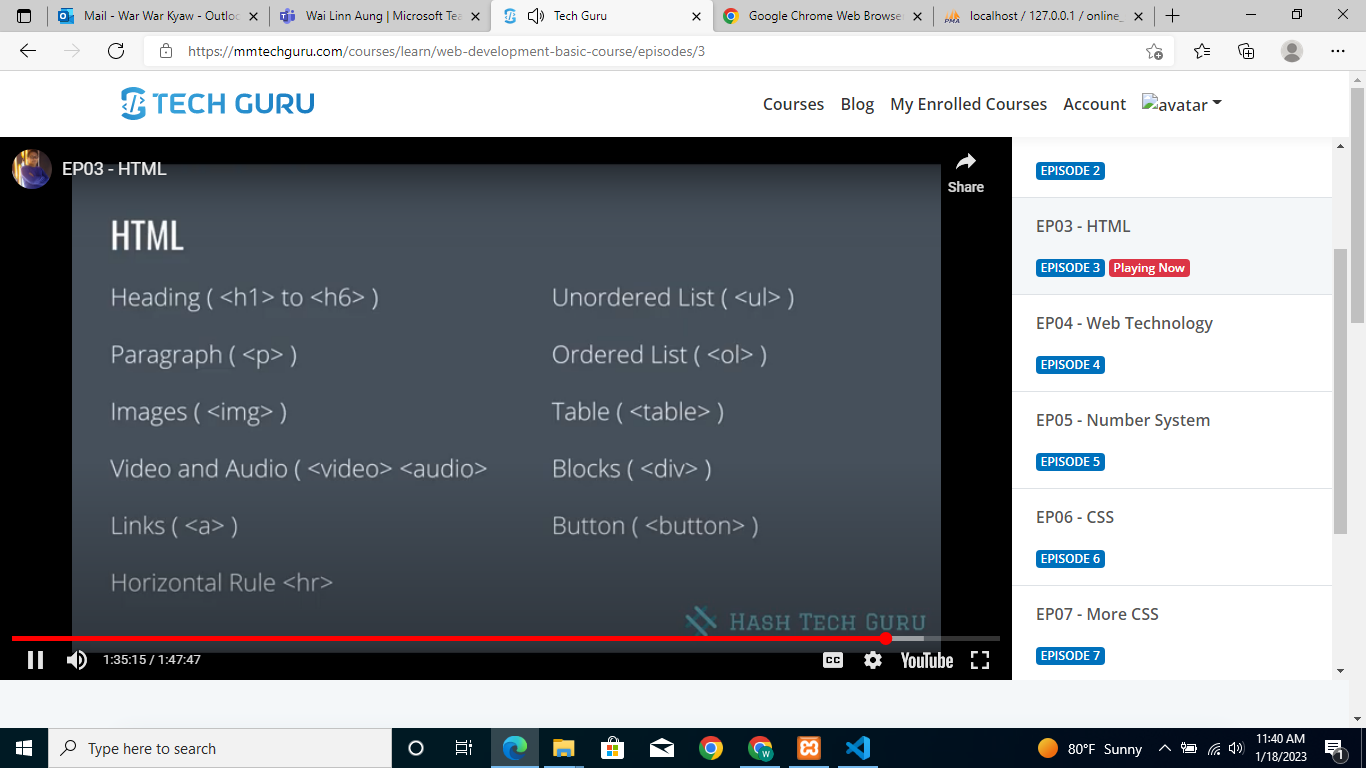 Mail - War War Kyaw - Outloo
Wai Linn Aung | Microsoft Tea
Tech Guru
Google Chrome Web Browser
localhost / 127.0.0.1 / online_
https://mmtechguru.com/courses/learn/web-development-basic-course/episodes/3
TECH GURU
Courses
Blog
My Enrolled Courses
Account
avatar
EP03 - HTML
Share
HTML
Heading ( <h1> to <h6> )
Paragraph ( <p> )
Images ( <img> )
Video and Audio ( <video> <audio>
Links ( <a> )
Horizontal Rule <hr>
Unordered List ( <ul> )
Ordered List ( <ol> )
Table ( <table> )
Blocks ( <div> )
Button ( <button> )
HASH TECH GURU
1:35:15 / 1:47:47
CC
YouTube
EPISODE 2
EP03 - HTML
EPISODE 3 Playing Now
EP04 - Web Technology
EPISODE 4
EP05 - Number System
EPISODE 5
EP06 - CSS
EPISODE 6
EP07 - More CSS
EPISODE 7
Type here to search
80°F Sunny
11:40 AM
1/18/2023
1